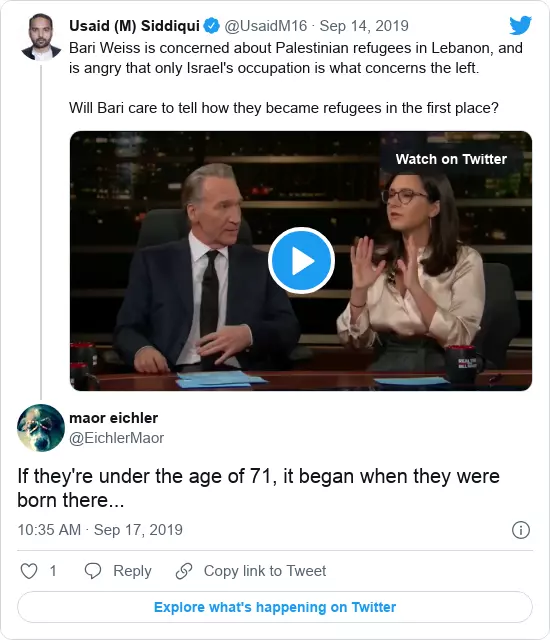 Usaid (M) Siddiqui @UsaidM16 · Sep 14, 2019
Bari Weiss is concerned about Palestinian refugees in Lebanon, and
is angry that only Israel's occupation is what concerns the left.
Will Bari care to tell how they became refugees in the first place?
Watch on Twitter
maor eichler
@EichlerMaor
If they're under the age of 71, it began when they were
born there...
10:35 AM · Sep 17, 2019
1 Reply Copy link to Tweet
Explore what's happening on Twitter